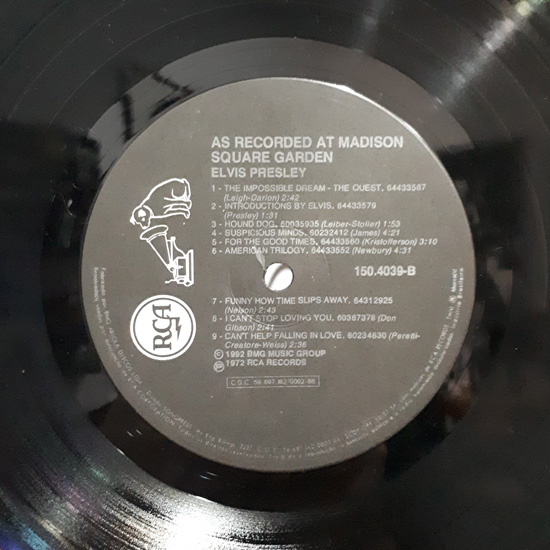 AS RECORDED AT MADISON
SQUARE GARDEN
ELVIS PRESLEY
1 - THE IMPOSSIBLE DREAM - THE QUEST. 64433587
(Leigh-Darion) 2:42
2 - INTRODUCTIONS BY ELVIS. 64433579
(Presley) 1:31
3 - HOUND DOG. 60035935 (Leiber-Stoller) 1:53
4 - SUSPICIOUS MINDS. 60232412 (James) 4:21
5 - FOR THE GOOD TIMES. 64433560 (Kristofferson) 3:10
6 - AMERICAN TRILOGY. 64433552 (Newbury) 4:31
150.4039-B
7 - FUNNY HOW TIME SLIPS AWAY. 64312925
(Nelson) 2:43
8 - I CAN'T STOP LOVING YOU. 60367378 (Don
Gibson) 2:41
9 - CAN'T HELP FALLING IN LOVE. 60234630 (Peretti-
Creatore-Weiss) 2:36
© 1992 BMG MUSIC GROUP
℗ 1972 RCA RECORDS
RCA